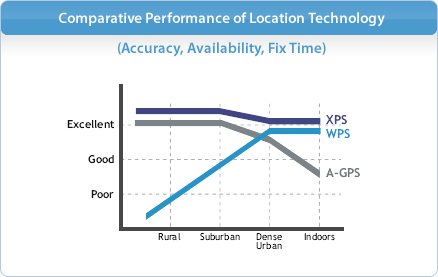 Comparative Performance of Location Technology
(Accuracy, Availability, Fix Time)
Excellent
Good
Poor
XPS
WPS
A-GPS
Rural
Suburban
Dense
Urban
Indoors